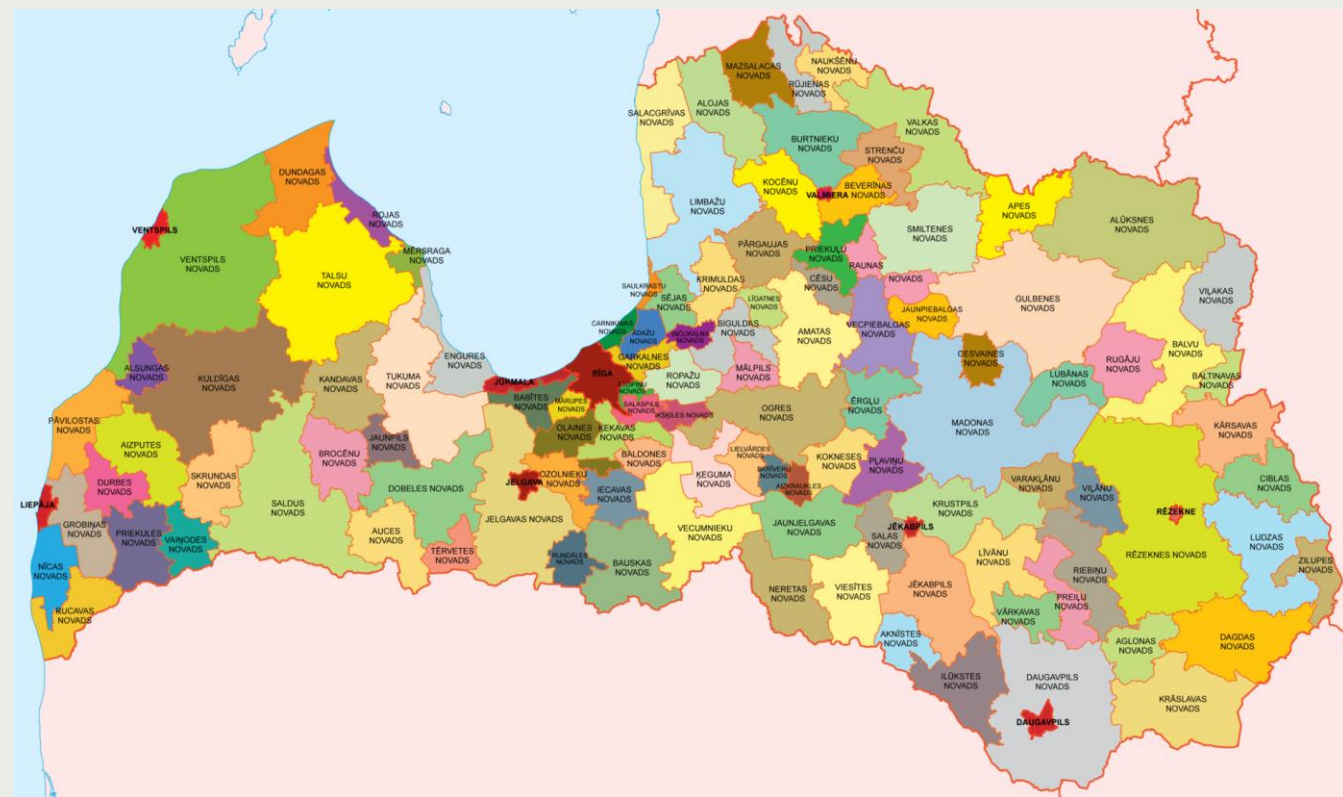 MAZSALACAS
NOVADS
NAUKŠĒNU
NOVADS
RŪJIENAS
NOVADS
SALACGRĪVAS
NOVADS
ALOJAS
NOVADS
VALKAS
NOVADS
BURTNIEKU
NOVADS
STRENČU
NOVADS
DUNDAGAS
NOVADS
KOCĒNU
NOVADS
VALMIERA
BEVERĪNAS
NOVADS
LIMBAŽU
NOVADS
APES
NOVADS
ALŪKSNES
NOVADS
ROJAS
NOVADS
VENTSPILS
SMILTENES
NOVADS
PĀRGAUJAS
NOVADS
PRIEKUĻU
NOVADS
RAUNAS
NOVADS
MĒRSRAGA
NOVADS
VENTSPILS
NOVADS
TALSU
NOVADS
KRIMULDAS
NOVADS
CĒSU
NOVADS
SAULKRASTU
NOVADS
SĒJAS
NOVADS
LĪGATNES
NOVADS
GULBENES
NOVADS
VIĻAKAS
NOVADS
JAUNPIEBALGAS
NOVADS
CARNIKAVAS
NOVADS
ĀDAŽU
NOVADS
INČUKALNA
NOVADS
SIGULDAS
NOVADS
AMATAS
NOVADS
VECPIEBALGAS
NOVADS
CESVAINES
NOVADS
BALVU
NOVADS
RUGĀJU
NOVADS
ENGURES
NOVADS
GARKALNES
NOVADS
ALSUNGAS
NOVADS
KULDĪGAS
NOVADS
KANDAVAS
NOVADS
TUKUMA
NOVADS
JŪRMALA
RĪGA
ROPAŽU
NOVADS
MĀLPILS
NOVADS
LUBĀNAS
NOVADS
BALTINAVAS
NOVADS
BABĪTES
NOVADS
MĀRUPES
NOVADS
STOPIŅU
NOVADS
SALASPILS
NOVADS
IKŠĶILES NOVADS
OGRES
NOVADS
ĒRGĻU
NOVADS
MADONAS
NOVADS
PĀVILOSTAS
NOVADS
KĀRSAVAS
NOVADS
AIZPUTES
NOVADS
BROCĒNU
NOVADS
JAUNPILS
NOVADS
OLAINES
NOVADS
ĶEKAVAS
NOVADS
BALDONES
NOVADS
LIELVĀRDES
NOVADS
KOKNESES
NOVADS
PĻAVIŅU
NOVADS
SKRUNDAS
NOVADS
DURBES
NOVADS
DOBELES NOVADS
JELGAVA
OZOLNIEKU
NOVADS
ĶEGUMA
NOVADS
SKRĪVERU
NOVADS
AIZKRAUKLES
NOVADS
VARAKĻĀNU
NOVADS
VIĻĀNU
NOVADS
CIBLAS
NOVADS
LIEPĀJA
SALDUS
NOVADS
IECAVAS
NOVADS
KRUSTPILS
NOVADS
RĒZEKNE
GROBIŅAS
NOVADS
PRIEKULES
NOVADS
VAIŅODES
NOVADS
AUCES
NOVADS
JELGAVAS NOVADS
VECUMNIEKU
NOVADS
JAUNJELGAVAS
NOVADS
JĒKABPILS
SALAS
NOVADS
LUDZAS
NOVADS
TĒRVETES
NOVADS
RUNDĀLES
NOVADS
BAUSKAS
NOVADS
LĪVĀNU
NOVADS
RĒZEKNES NOVADS
ZILUPES
NOVADS
NĪCAS
NOVADS
NERETAS
NOVADS
VIESĪTES
NOVADS
JĒKABPILS
NOVADS
RIEBIŅU
NOVADS
PREIĻU
NOVADS
RUCAVAS
NOVADS
VĀRKAVAS
NOVADS
AKNĪSTES
NOVADS
AGLONAS
NOVADS
DAGDAS
NOVADS
ILŪKSTES
NOVADS
DAUGAVPILS
NOVADS
KRĀSLAVAS
NOVADS
DAUGAVPILS